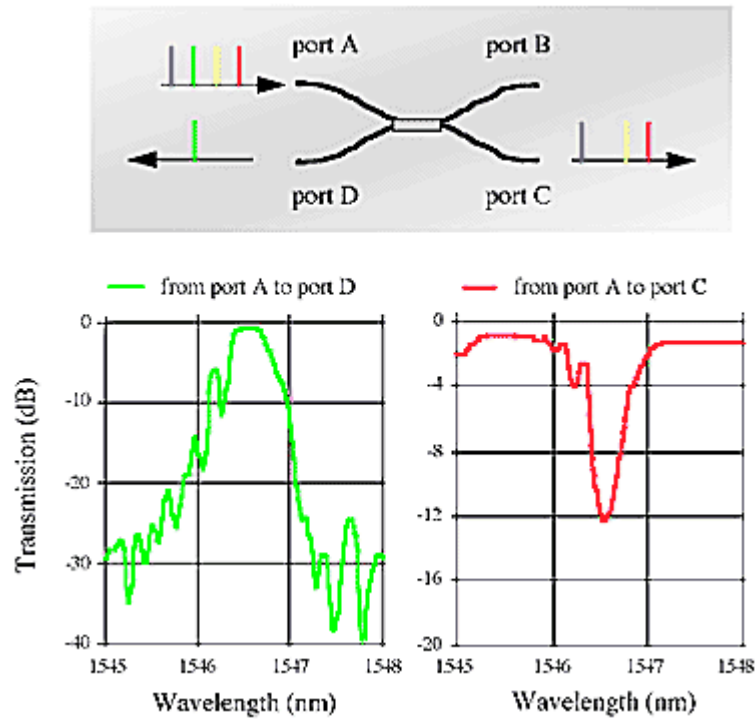 port A
port B
port D
port C
from port A to port D
from port A to port C
Transmission (dB)
0
-10
-20
-30
-40
1545
1546
1547
1548
Wavelength (nm)
0
-4
-8
-12
-16
-20
1545
1546
1547
1548
Wavelength (nm)